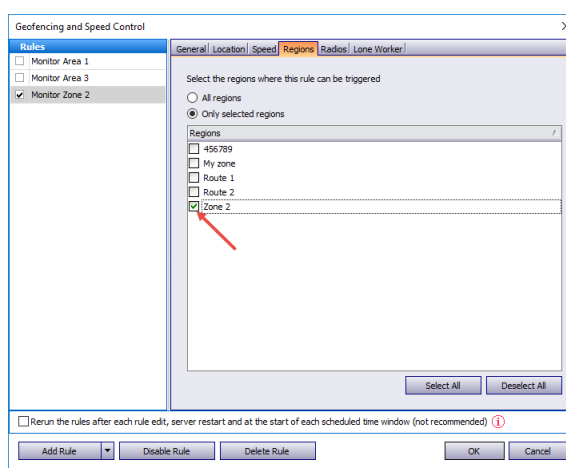 Geofencing and Speed Control
Rules
Monitor Area 1
Monitor Area 3
Monitor Zone 2
General Location Speed Regions Radios Lone Worker
Select the regions where this rule can be triggered
All regions
Only selected regions
Regions
456789
My zone
Route 1
Route 2
Zone 2
Select All Deselect All
Rerun the rules after each rule edit, server restart and at the start of each scheduled time window (not recommended)
Add Rule Disable Rule Delete Rule OK Cancel